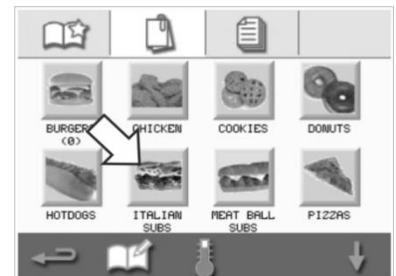 BURGER
(0)
CHICKEN
COOKIES
DONUTS
HOTDOGS
ITALIAN
SUBS
MEAT BALL
SUBS
PIZZAS